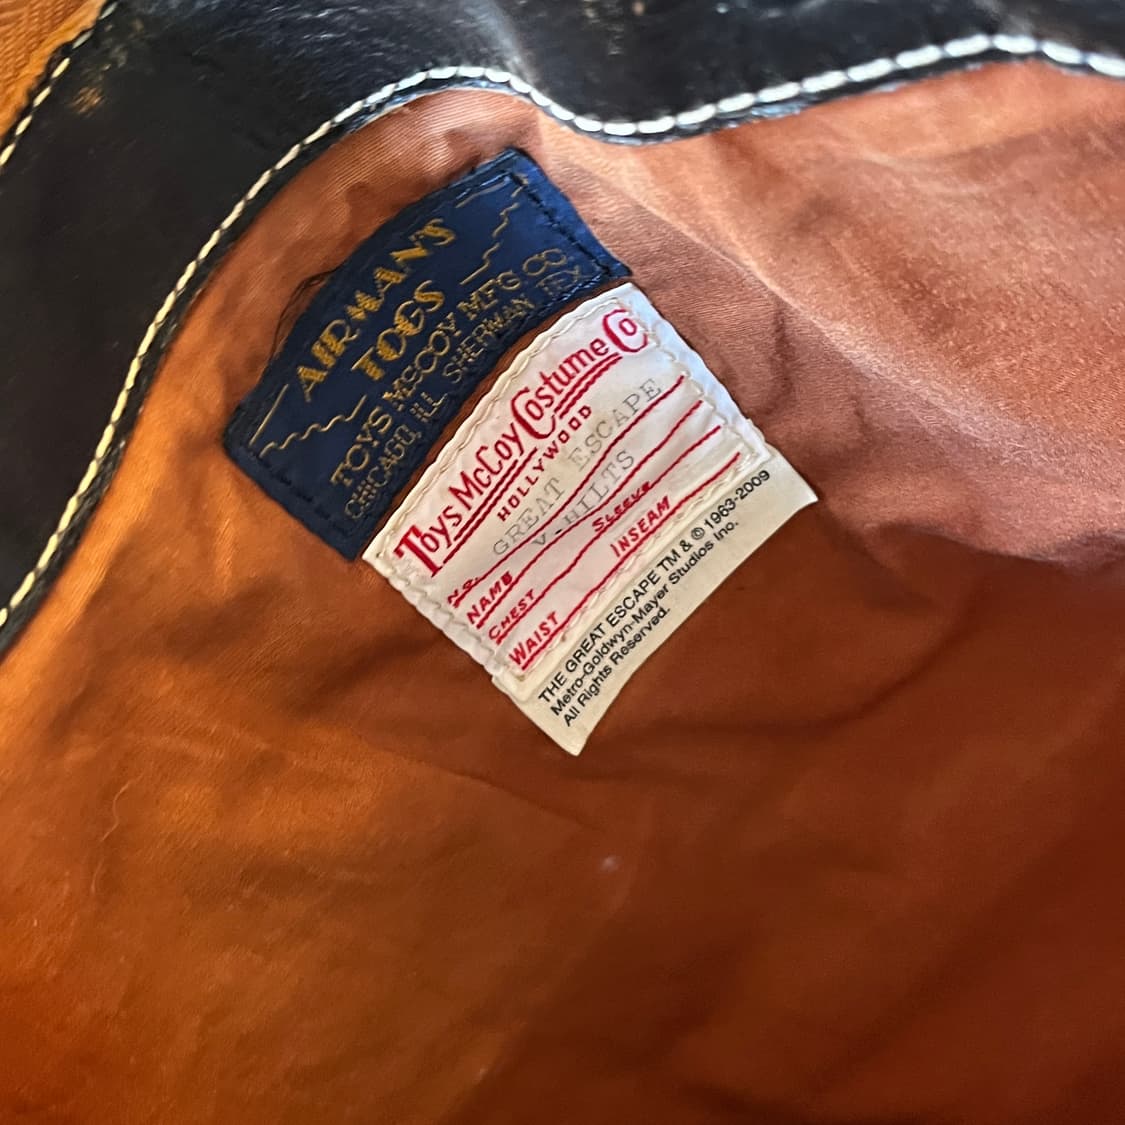 AIRMAN'S
TOGS
TOYS McCOY MFG CO
CHICAGO, ILL. SHERMAN TEX.
Toys McCoy Costume Co
HOLLYWOOD
GREAT ESCAPE
No.
V.HILTS
NAME
CHEST SLEEVE
WAIST INSEAM
THE GREAT ESCAPE TM & © 1963-2009
Metro-Goldwyn-Mayer Studios Inc.
All Rights Reserved.